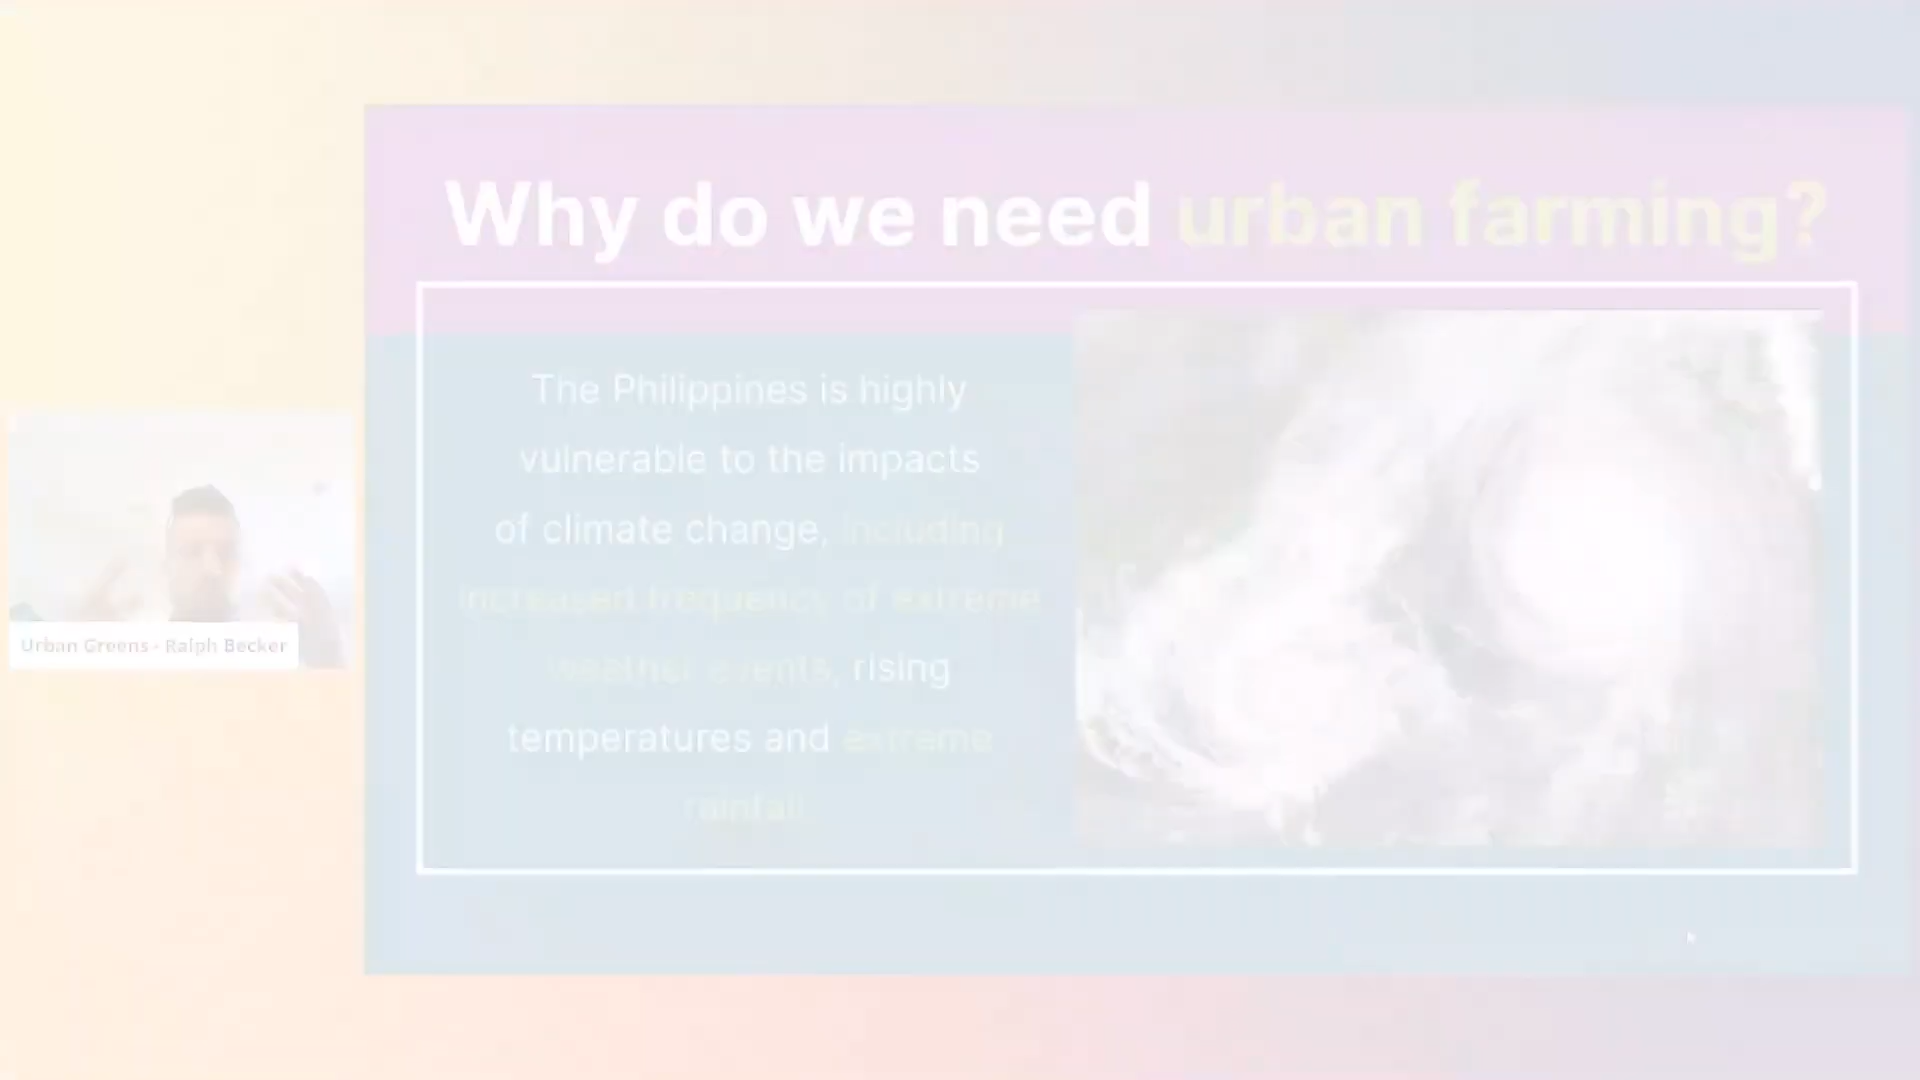 Why do we need urban farming?
The Philippines is highly
vulnerable to the impacts
of climate change, including
increased frequency of extreme
weather events, rising
temperatures and extreme
rainfall
Urban Greens - Ralph Becker